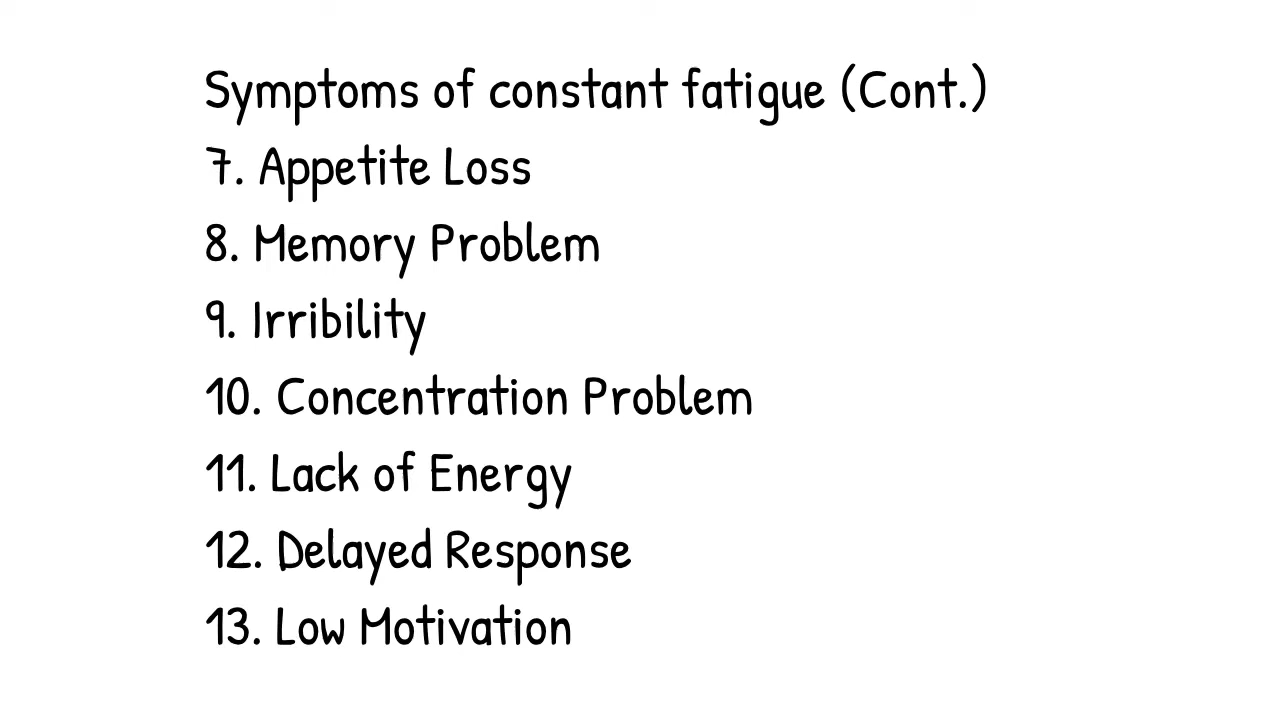 Symptoms of constant fatigue (Cont.)
7. Appetite Loss
8. Memory Problem
9. Irribility
10. Concentration Problem
11. Lack of Energy
12. Delayed Response
13. Low Motivation